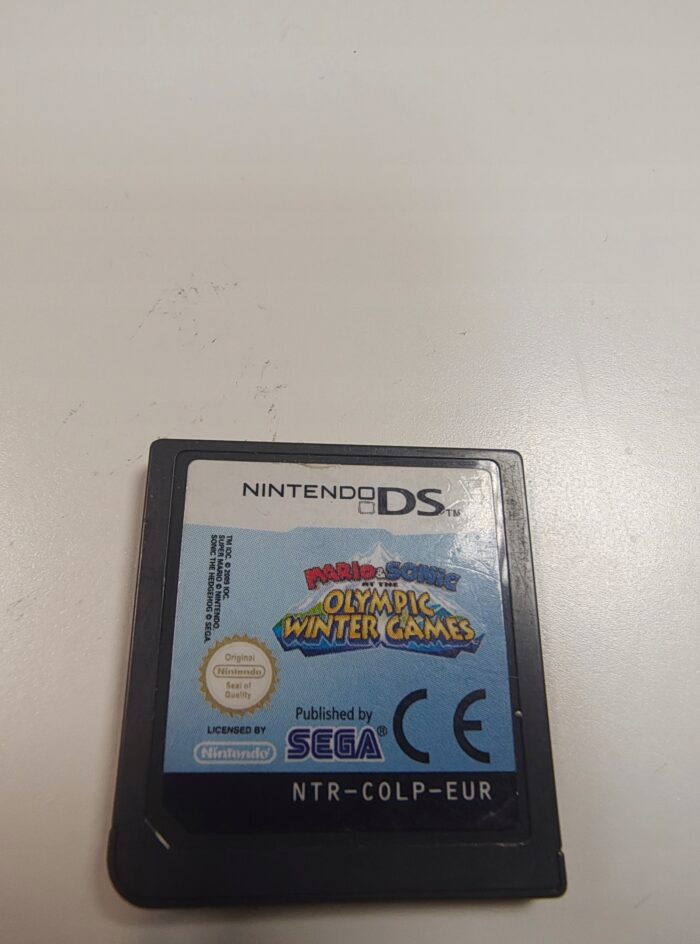 NINTENDO DS TM
TM IOC. © 2009 IOC.
SUPER MARIO © NINTENDO.
SONIC THE HEDGEHOG © SEGA.
MARIO & SONIC
AT THE
OLYMPIC
WINTER GAMES
Original
Nintendo
Seal of
Quality
LICENSED BY
Nintendo
Published by
SEGA®
CE
NTR-COLP-EUR